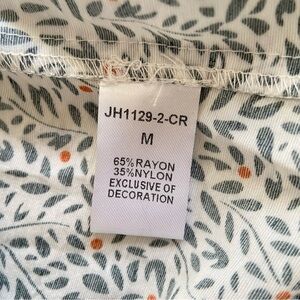 JH1129-2-CR
M
65%RAYON
35%NYLON
EXCLUSIVE OF
DECORATION